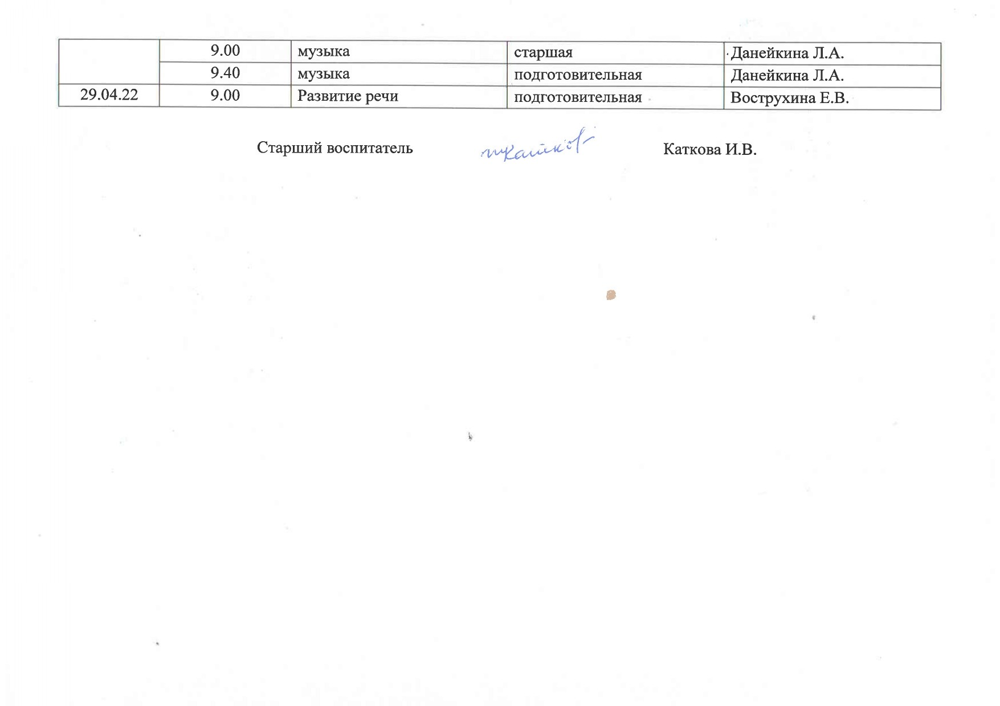 9.00 музыка старшая Данейкина Л.А.
9.40 музыка подготовительная Данейкина Л.А.
29.04.22 9.00 Развитие речи подготовительная Вострухина Е.В.
Старший воспитатель Каткова И.В.